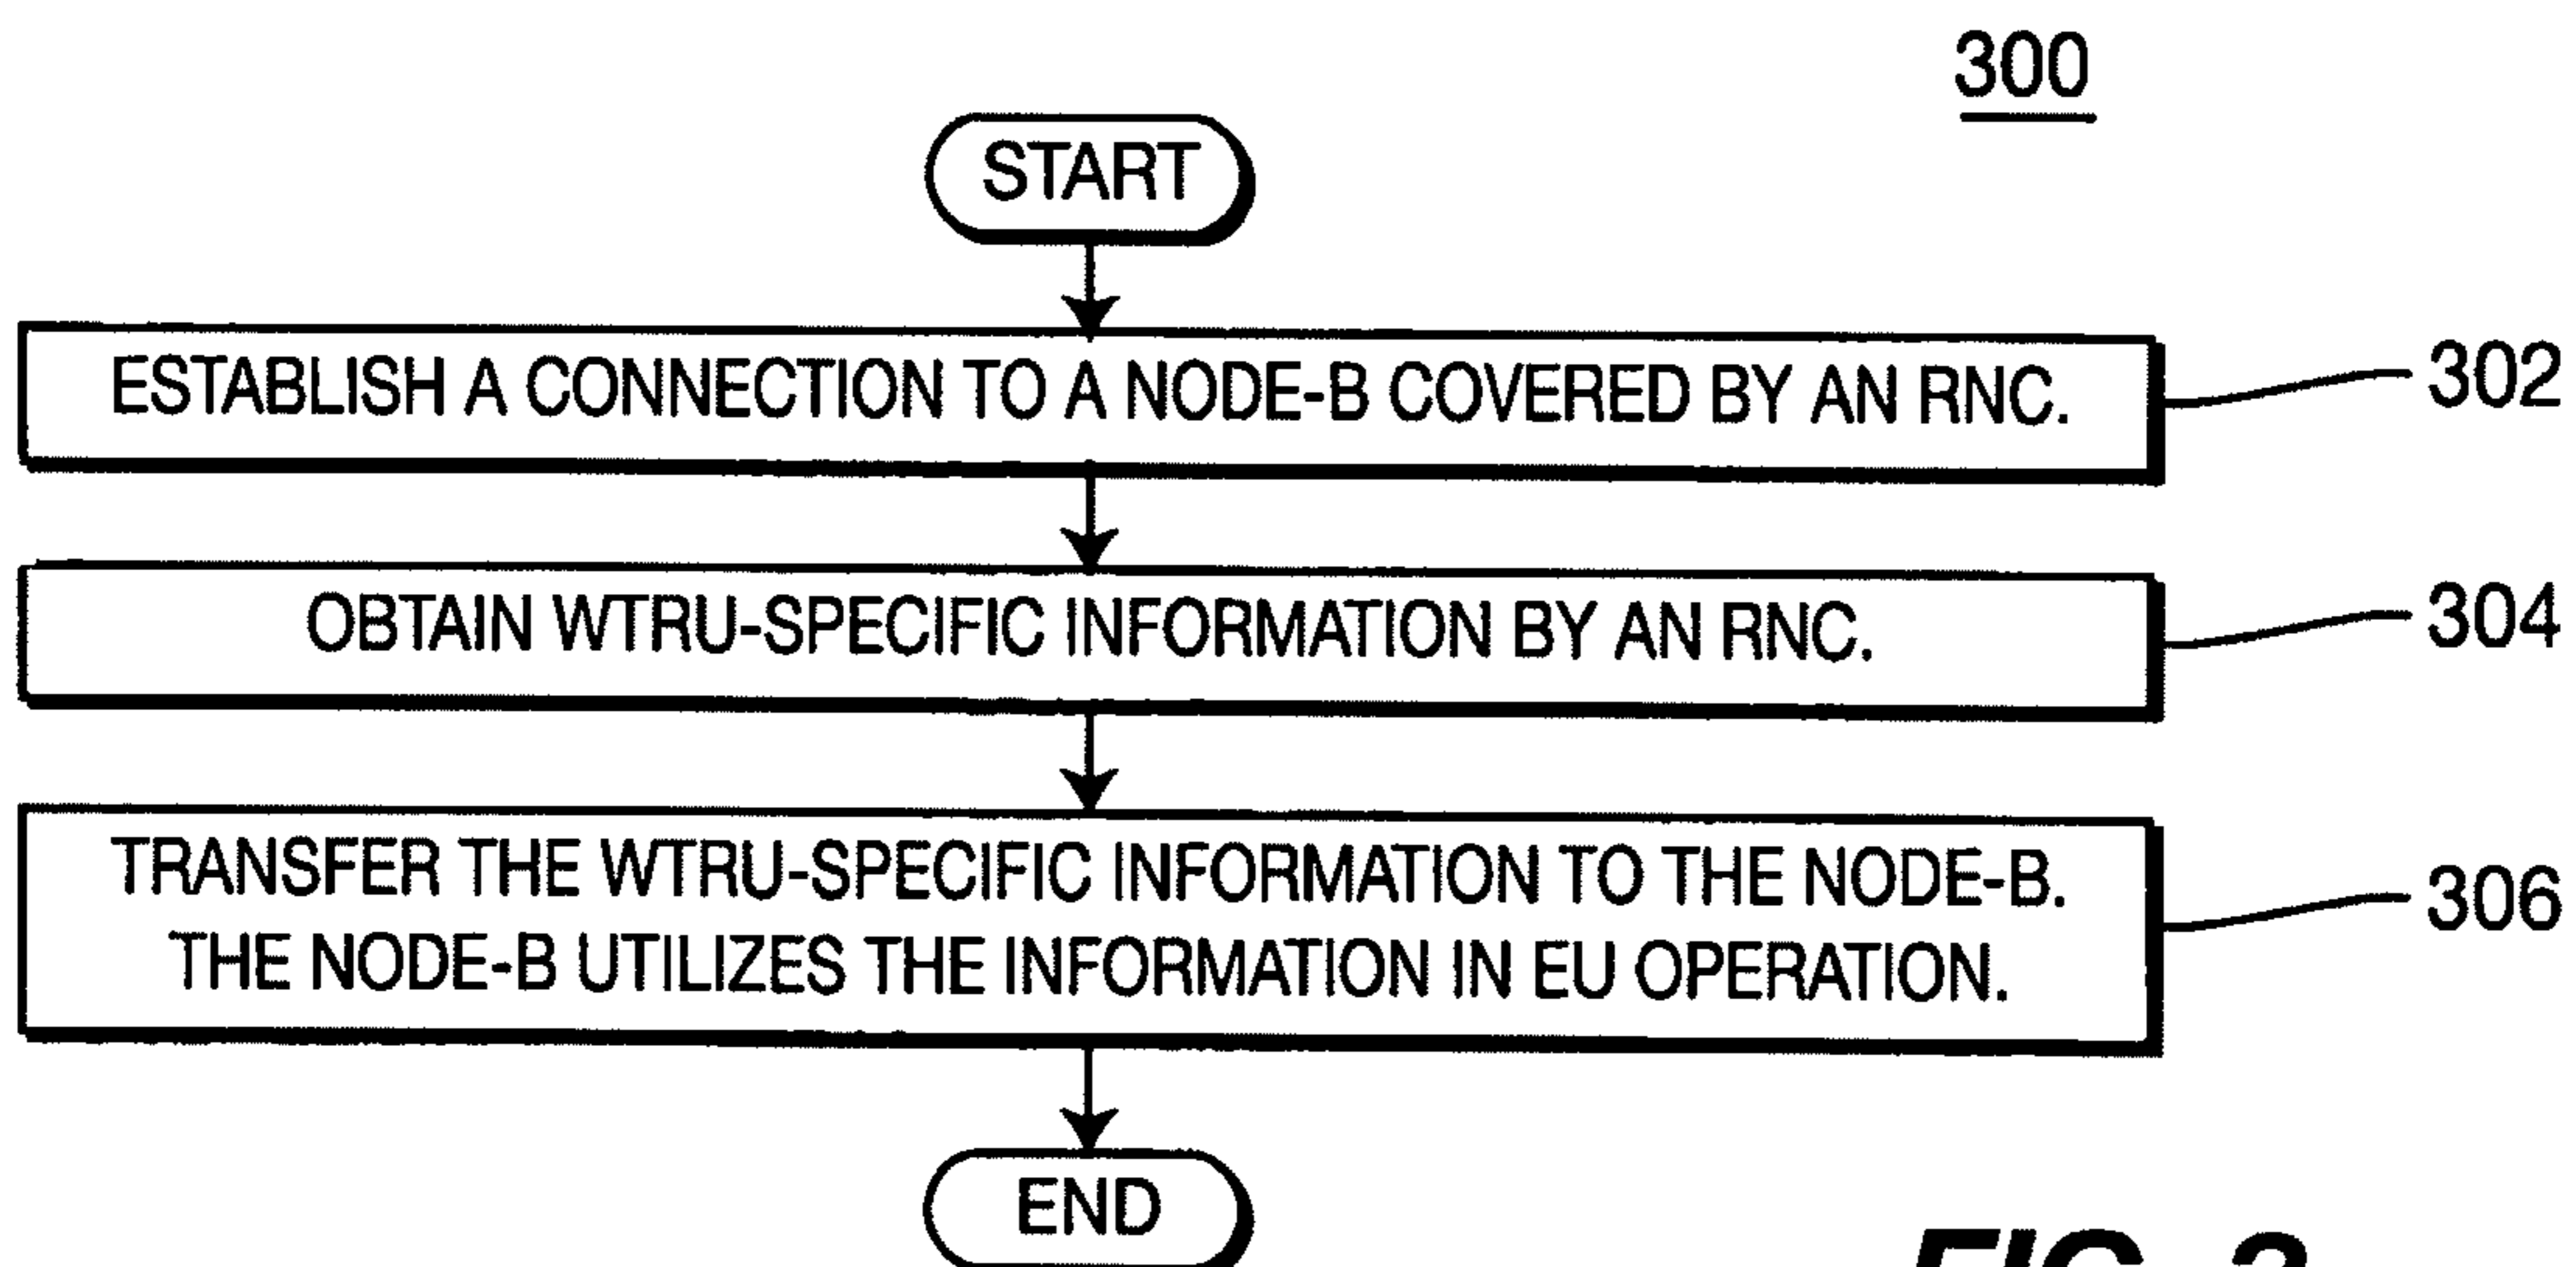 300
START
ESTABLISH A CONNECTION TO A NODE-B COVERED BY AN RNC.
302
OBTAIN WTRU-SPECIFIC INFORMATION BY AN RNC.
304
TRANSFER THE WTRU-SPECIFIC INFORMATION TO THE NODE-B.
THE NODE-B UTILIZES THE INFORMATION IN EU OPERATION.
306
END